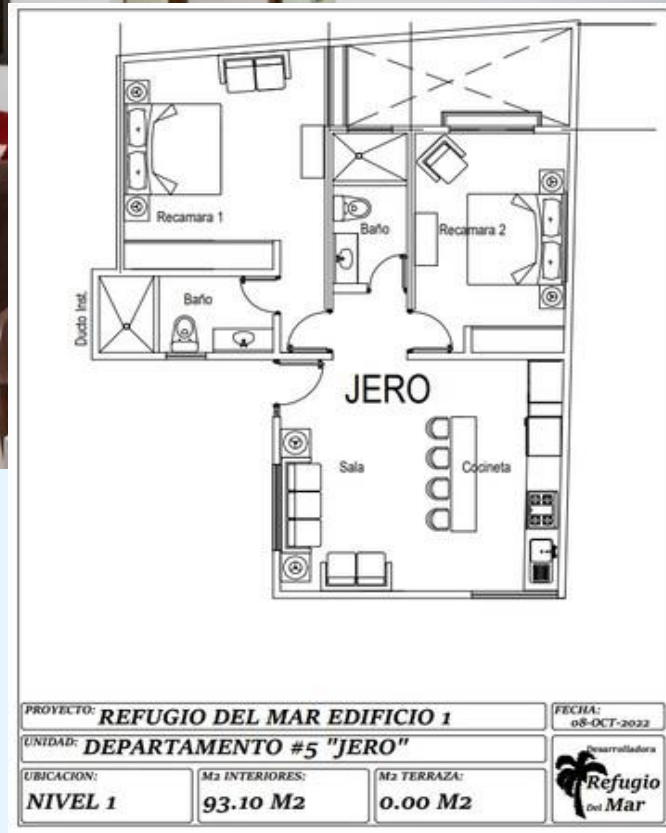 Recamara 1
Baño
Recamara 2
Baño
Ducto Inst.
JERO
Sala
Cocineta
PROYECTO: REFUGIO DEL MAR EDIFICIO 1
FECHA: 08-OCT-2022
UNIDAD: DEPARTAMENTO #5 "JERO"
UBICACION: NIVEL 1
M2 INTERIORES: 93.10 M2
M2 TERRAZA: 0.00 M2
Desarrolladora
Refugio
Del Mar